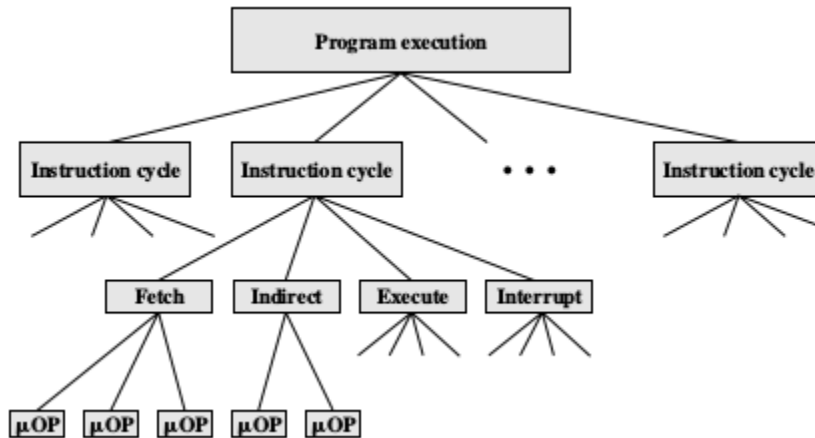 Program execution
Instruction cycle Instruction cycle • • • Instruction cycle
Fetch Indirect Execute Interrupt
μOP μOP μOP μOP μOP